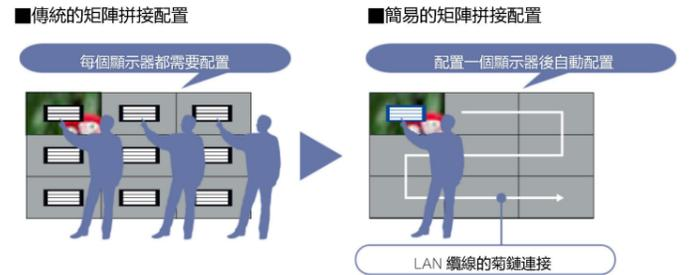 ■傳統的矩陣拼接配置
每個顯示器都需要配置
■簡易的矩陣拼接配置
配置一個顯示器後自動配置
LAN 纜線的菊鏈連接